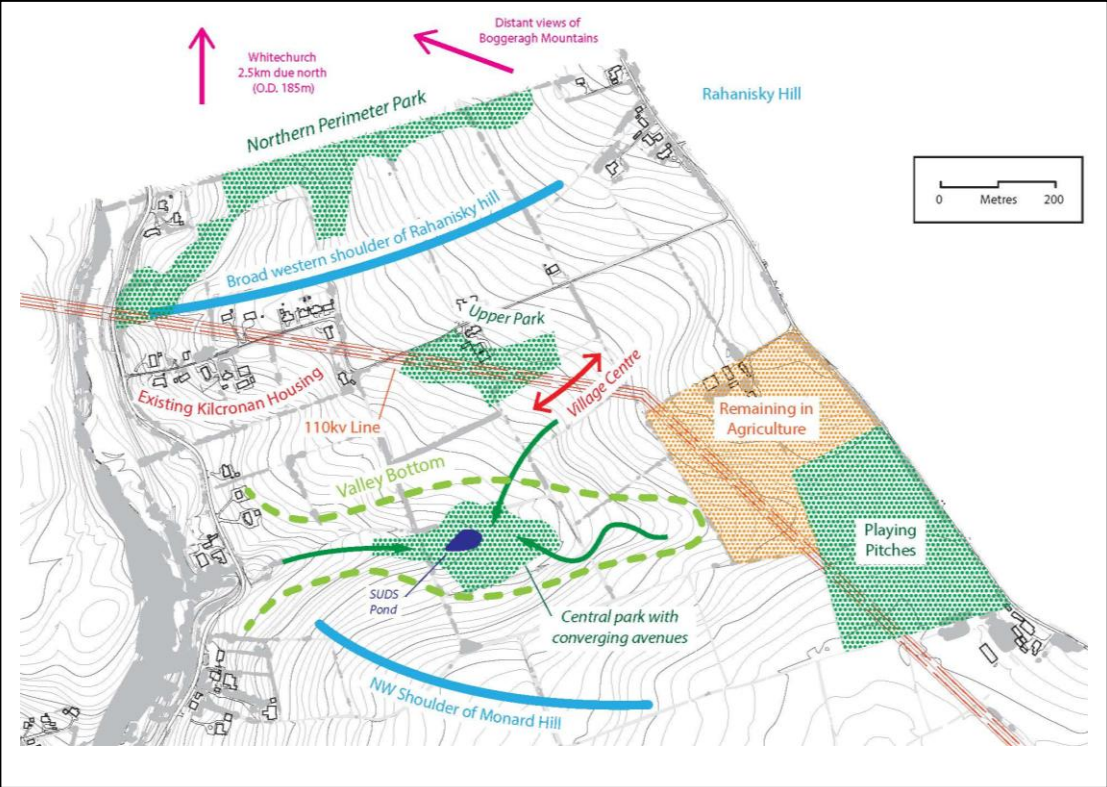 Distant views of
Boggeragh Mountains
Whitechurch
2.5km due north
(O.D. 185m)
Rahanisky Hill
Northern Perimeter Park
0 Metres 200
Broad western shoulder of Rahanisky hill
Upper Park
Village Centre
Existing Kilcronan Housing
110kv Line
Remaining in
Agriculture
Valley Bottom
Playing
Pitches
SUDS
Pond
Central park with
converging avenues
NW Shoulder of Monard Hill